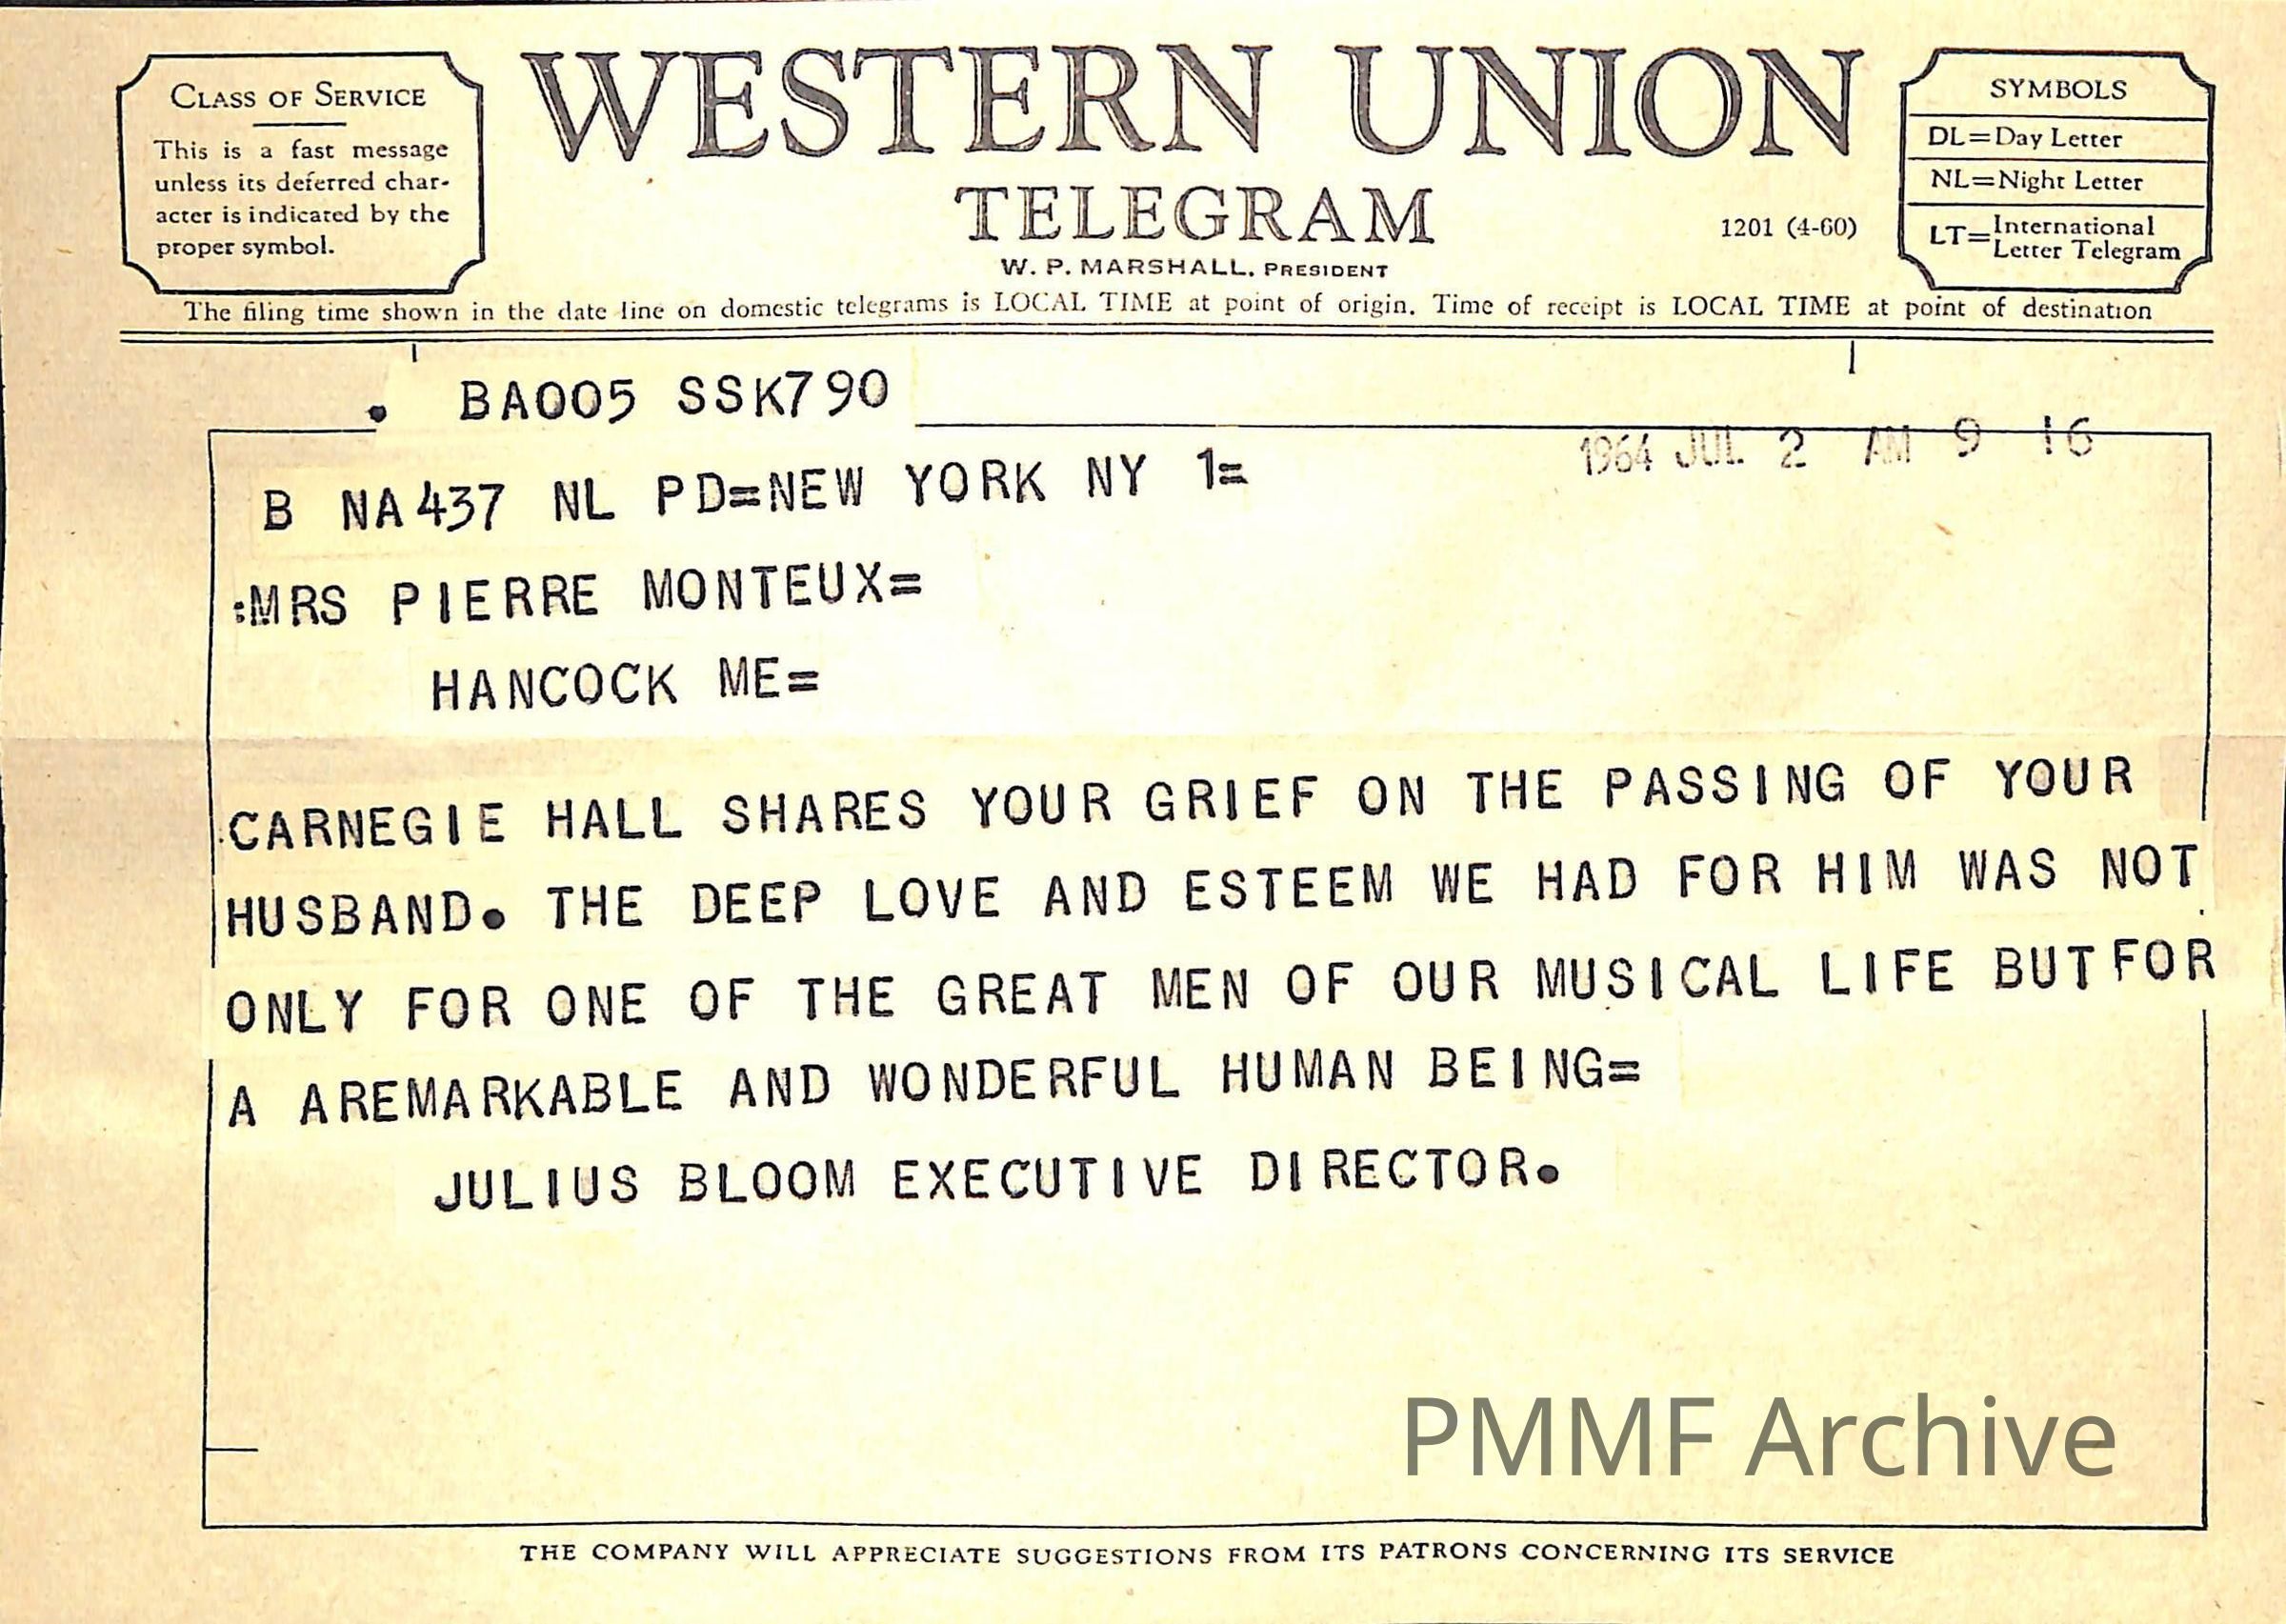 CLASS OF SERVICE
This is a fast message
unless its deferred char-
acter is indicated by the
proper symbol.
WESTERN UNION
TELEGRAM
W. P. MARSHALL, PRESIDENT
1201 (4-60)
SYMBOLS
DL=Day Letter
NL=Night Letter
LT=International Letter Telegram
The filing time shown in the date line on domestic telegrams is LOCAL TIME at point of origin. Time of receipt is LOCAL TIME at point of destination
. BA005 SSK790
1964 JUL 2 AM 9 16
B NA437 NL PD=NEW YORK NY 1=
:MRS PIERRE MONTEUX=
HANCOCK ME=
:CARNEGIE HALL SHARES YOUR GRIEF ON THE PASSING OF YOUR
HUSBAND. THE DEEP LOVE AND ESTEEM WE HAD FOR HIM WAS NOT
ONLY FOR ONE OF THE GREAT MEN OF OUR MUSICAL LIFE BUT FOR
A AREMARKABLE AND WONDERFUL HUMAN BEING=
JULIUS BLOOM EXECUTIVE DIRECTOR.
PMMF Archive
THE COMPANY WILL APPRECIATE SUGGESTIONS FROM ITS PATRONS CONCERNING ITS SERVICE